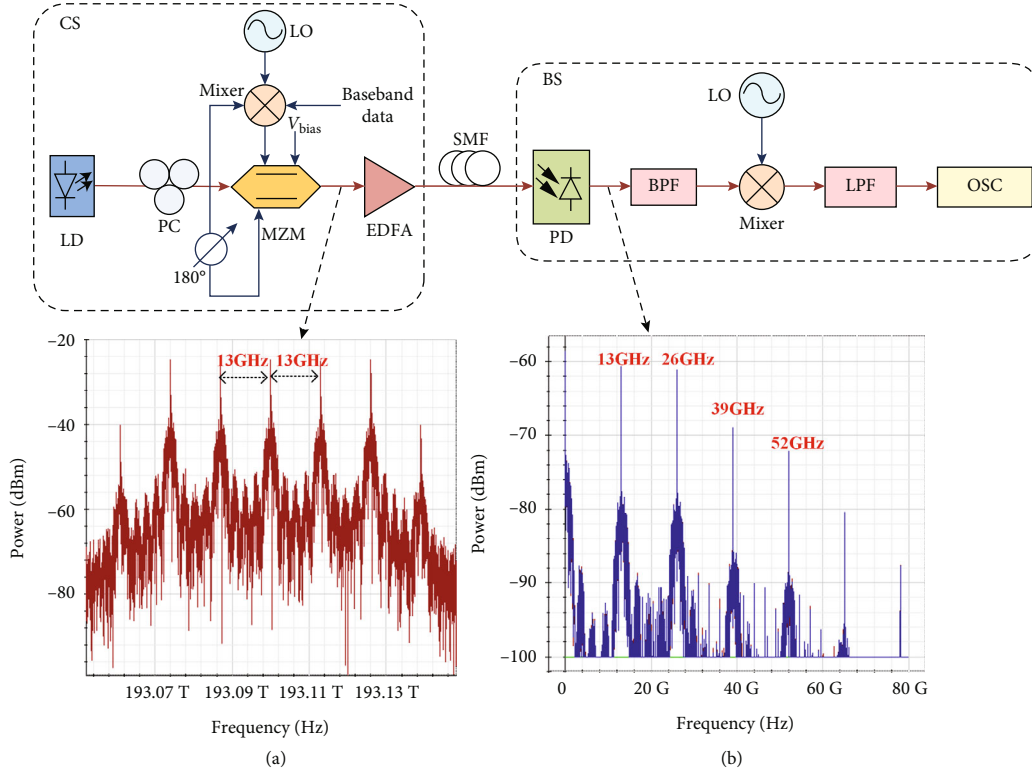 CS
LO
Mixer
Baseband
data
V_bias
LD
PC
MZM
180°
EDFA
SMF
BS
LO
PD
BPF
Mixer
LPF
OSC
−20
−40
−60
−80
Power (dBm)
13GHz 13GHz
193.07 T 193.09 T 193.11 T 193.13 T
Frequency (Hz)
(a)
−60
−70
−80
−90
−100
Power (dBm)
13GHz 26GHz
39GHz
52GHz
0 20 G 40 G 60 G 80 G
Frequency (Hz)
(b)